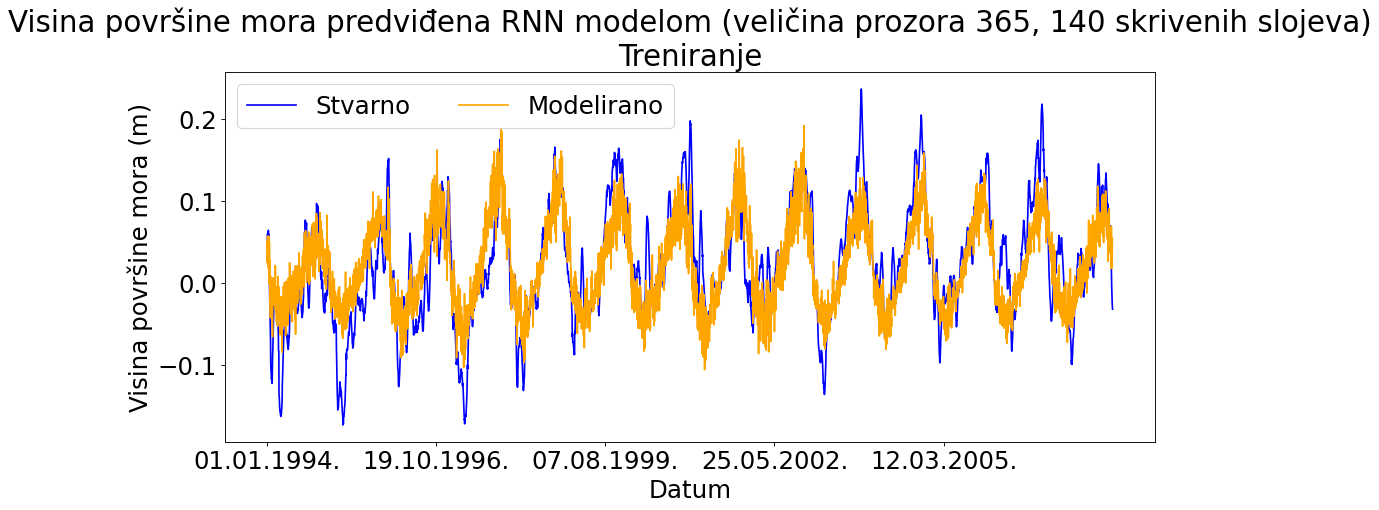 Visina površine mora predviđena RNN modelom (veličina prozora 365, 140 skrivenih slojeva)
Treniranje
Stvarno Modelirano
Visina površine mora (m)
0.2
0.1
0.0
−0.1
01.01.1994. 19.10.1996. 07.08.1999. 25.05.2002. 12.03.2005.
Datum